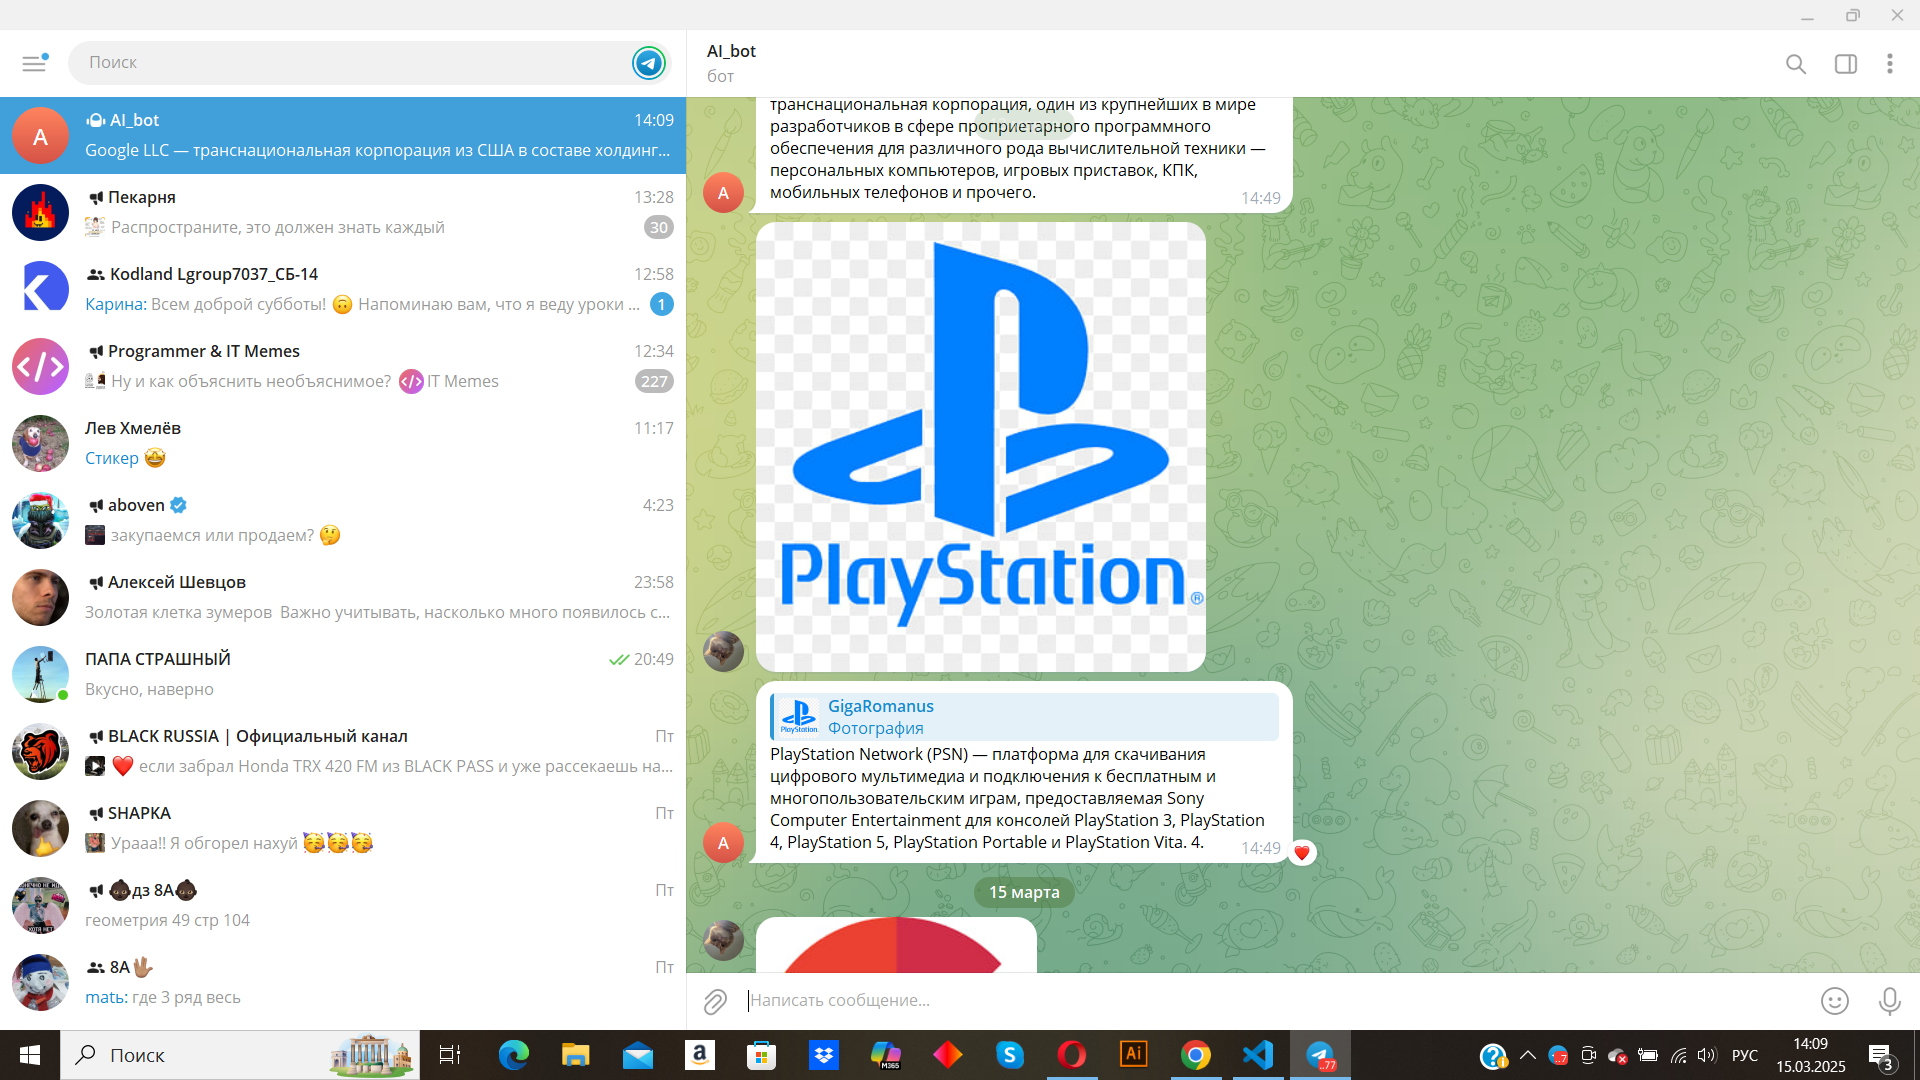 Поиск
A
AI_bot
14:09
Google LLC — транснациональная корпорация из США в составе холдинг...
Пекарня
13:28
Распространите, это должен знать каждый
30
Kodland Lgroup7037_СБ-14
12:58
Карина: Всем доброй субботы! 🙃 Напоминаю вам, что я веду уроки ...
1
Programmer & IT Memes
12:34
Ну и как объяснить необъяснимое? </> IT Memes
227
Лев Хмелёв
11:17
Стикер 🤩
aboven
4:23
закупаемся или продаем? 🤔
Алексей Шевцов
23:58
Золотая клетка зумеров  Важно учитывать, насколько много появилось с...
ПАПА СТРАШНЫЙ
20:49
Вкусно, наверно
BLACK RUSSIA | Официальный канал
Пт
❤️ если забрал Honda TRX 420 FM из BLACK PASS и уже рассекаешь на...
SHAPKA
Пт
Урааа!! Я обгорел нахуй 🥳🥳🥳
дз 8А
Пт
геометрия 49 стр 104
8А
Пт
mать: где 3 ряд весь
AI_bot
бот
транснациональная корпорация, один из крупнейших в мире
разработчиков в сфере проприетарного программного
обеспечения для различного рода вычислительной техники —
персональных компьютеров, игровых приставок, КПК,
мобильных телефонов и прочего.
14:49
A
PlayStation®
GigaRomanus
Фотография
PlayStation
PlayStation Network (PSN) — платформа для скачивания
цифрового мультимедиа и подключения к бесплатным и
многопользовательским играм, предоставляемая Sony
Computer Entertainment для консолей PlayStation 3, PlayStation
4, PlayStation 5, PlayStation Portable и PlayStation Vita. 4.
14:49
A
15 марта
Написать сообщение...
Поиск
a
M365
S
Ai
..77
..7
РУС
14:09
15.03.2025
3